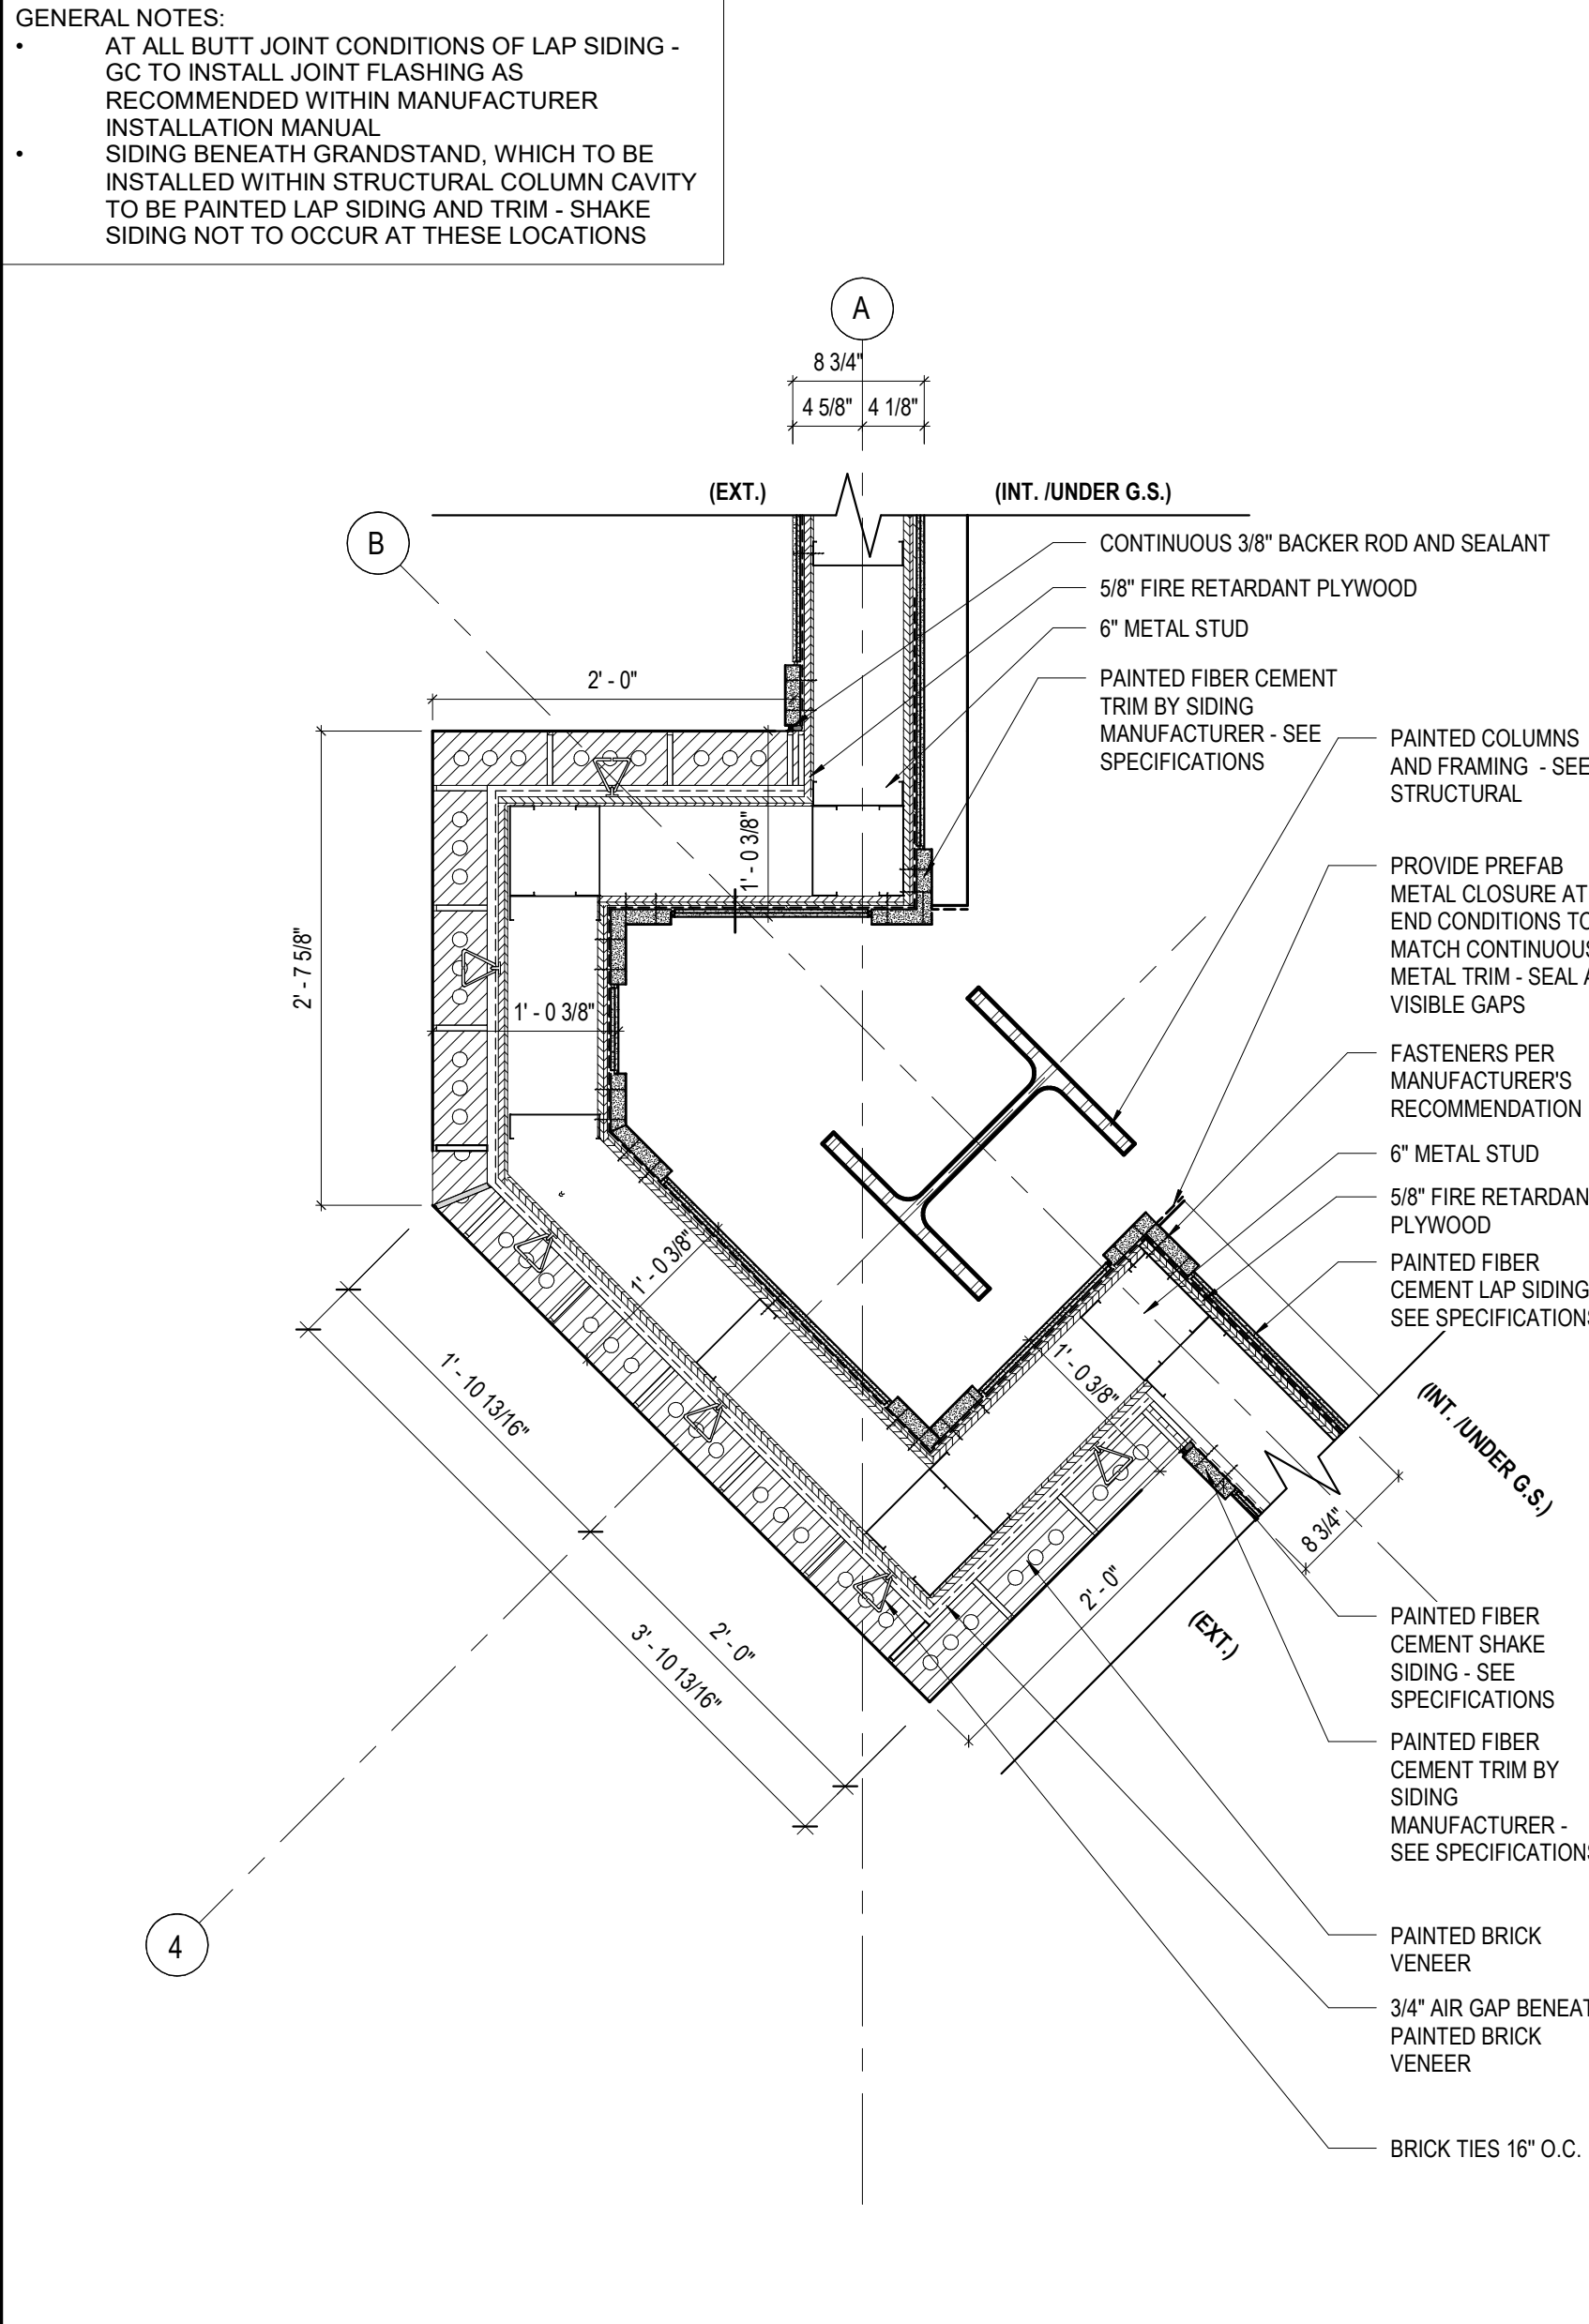 GENERAL NOTES:
• AT ALL BUTT JOINT CONDITIONS OF LAP SIDING -
GC TO INSTALL JOINT FLASHING AS
RECOMMENDED WITHIN MANUFACTURER
INSTALLATION MANUAL
• SIDING BENEATH GRANDSTAND, WHICH TO BE
INSTALLED WITHIN STRUCTURAL COLUMN CAVITY
TO BE PAINTED LAP SIDING AND TRIM - SHAKE
SIDING NOT TO OCCUR AT THESE LOCATIONS
A
8 3/4"
4 5/8" 4 1/8"
(EXT.)
(INT. /UNDER G.S.)
B
CONTINUOUS 3/8" BACKER ROD AND SEALANT
5/8" FIRE RETARDANT PLYWOOD
6" METAL STUD
PAINTED FIBER CEMENT
TRIM BY SIDING
MANUFACTURER - SEE
SPECIFICATIONS
2' - 0"
PAINTED COLUMNS
AND FRAMING - SEE
STRUCTURAL
1' - 0 3/8"
PROVIDE PREFAB
METAL CLOSURE AT
END CONDITIONS TO
MATCH CONTINUOUS
METAL TRIM - SEAL A
VISIBLE GAPS
2' - 7 5/8"
1' - 0 3/8"
FASTENERS PER
MANUFACTURER'S
RECOMMENDATION
6" METAL STUD
5/8" FIRE RETARDAN
PLYWOOD
PAINTED FIBER
CEMENT LAP SIDING
SEE SPECIFICATIONS
1' - 0 3/8"
1' - 0 3/8"
1' - 10 13/16"
(INT. /UNDER G.S.)
8 3/4"
2' - 0"
(EXT.)
2' - 0"
3' - 10 13/16"
PAINTED FIBER
CEMENT SHAKE
SIDING - SEE
SPECIFICATIONS
PAINTED FIBER
CEMENT TRIM BY
SIDING
MANUFACTURER -
SEE SPECIFICATIONS
4
PAINTED BRICK
VENEER
3/4" AIR GAP BENEAT
PAINTED BRICK
VENEER
BRICK TIES 16" O.C.